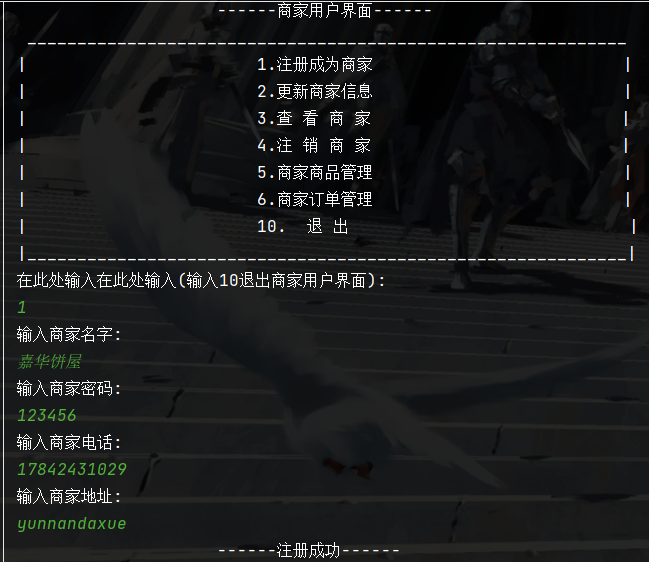 ------商家用户界面------
______________________________________________________________
|                        1.注册成为商家                          |
|                        2.更新商家信息                          |
|                        3.查 看 商 家                          |
|                        4.注 销 商 家                          |
|                        5.商家商品管理                          |
|                        6.商家订单管理                          |
|                        10.  退 出                             |
|______________________________________________________________|
在此处输入在此处输入(输入10退出商家用户界面):
1
输入商家名字:
嘉华饼屋
输入商家密码:
123456
输入商家电话:
17842431029
输入商家地址:
yunnandaxue
------注册成功------